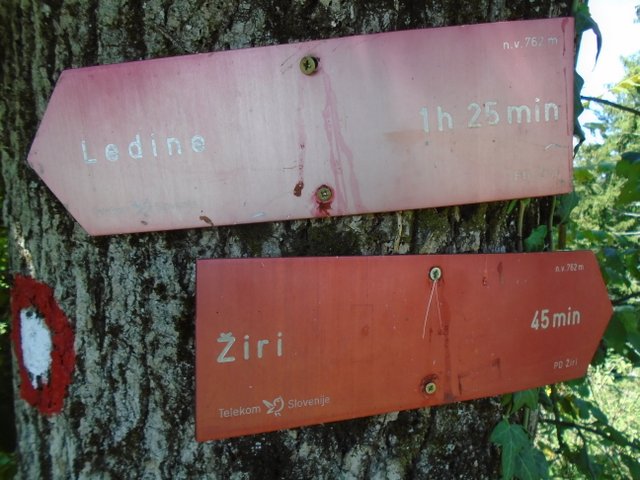 n.v. 762 m
Ledine 1h 25 min
n.v. 762 m
Žiri 45 min
PD Žiri
Telekom Slovenije